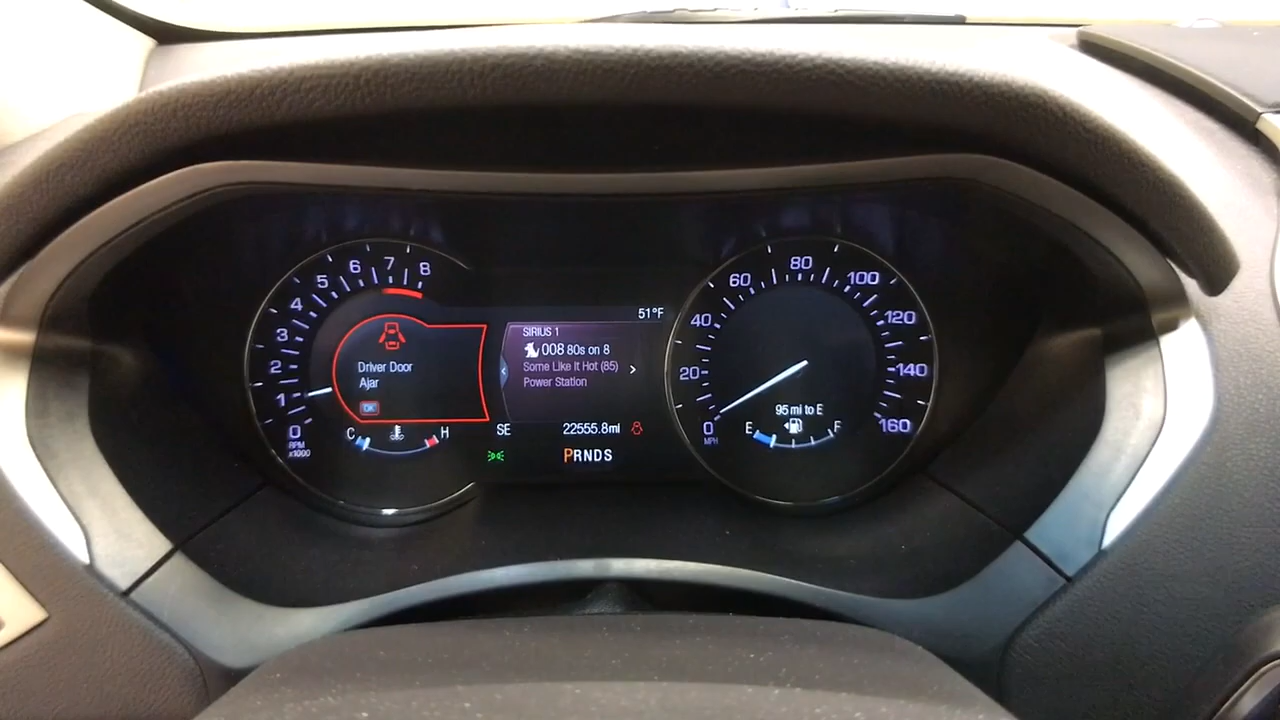 0
1
2
3
4
5
6
7
8
RPM
x1000
Driver Door
Ajar
OK
C
H
51°F
SIRIUS 1
008 80s on 8
Some Like It Hot (85)
Power Station
SE
22555.8mi
PRNDS
0
20
40
60
80
100
120
140
160
MPH
95 mi to E
E
F